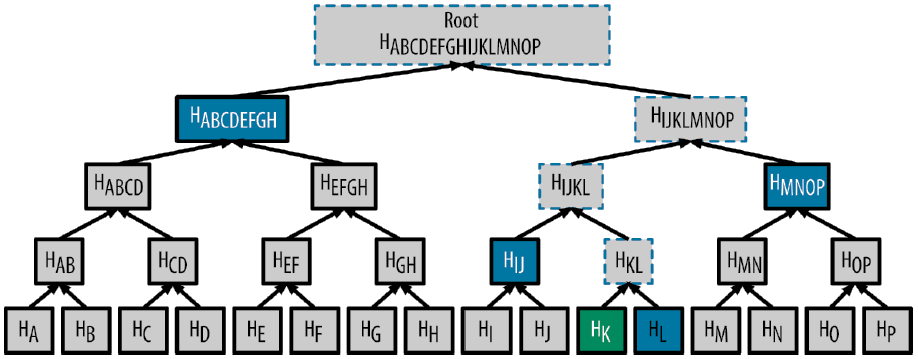 Root
HABCDEFGHIJKLMNOP
HABCDEFGH HIJKLMNOP
HABCD HEFGH HIJKL HMNOP
HAB HCD HEF HGH HIJ HKL HMN HOP
HA HB HC HD HE HF HG HH HI HJ HK HL HM HN HO HP